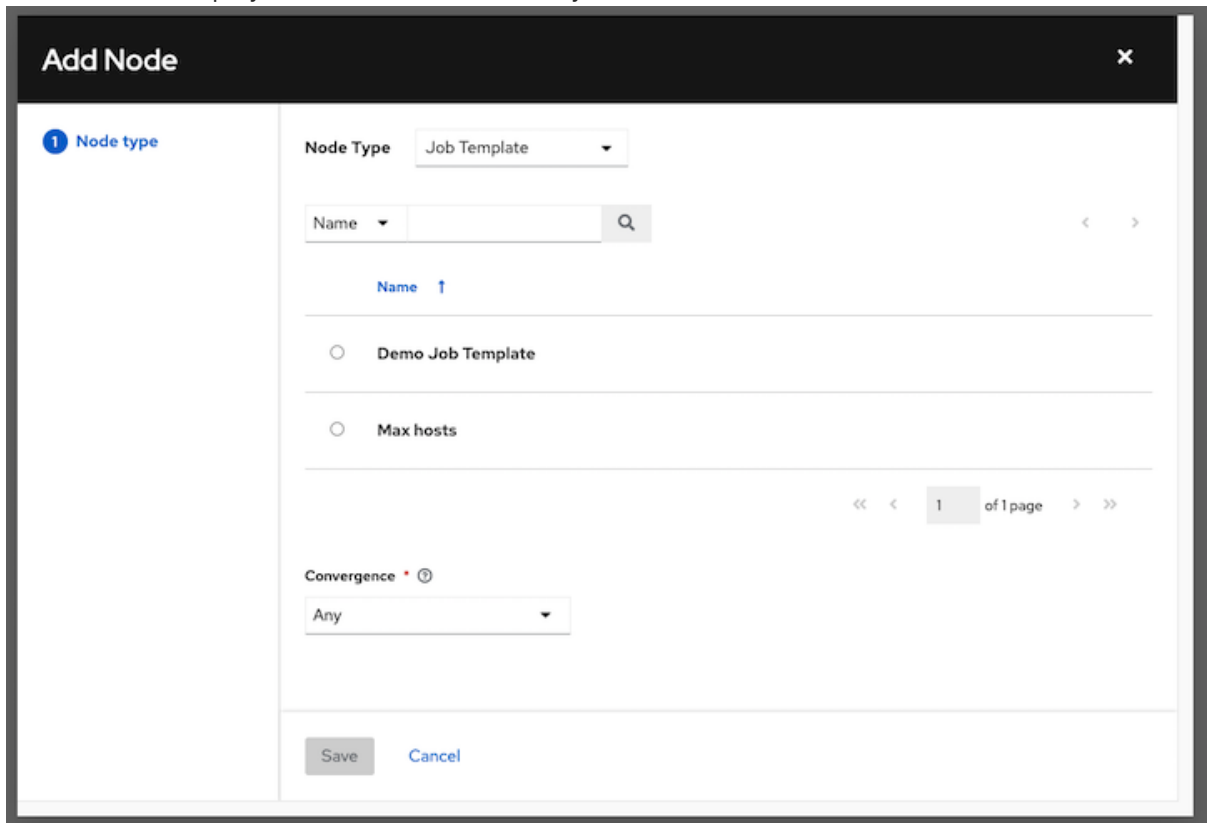 Add Node
1 Node type
Node Type Job Template
Name
Name
Demo Job Template
Max hosts
1 of 1 page
Convergence *
Any
Save Cancel